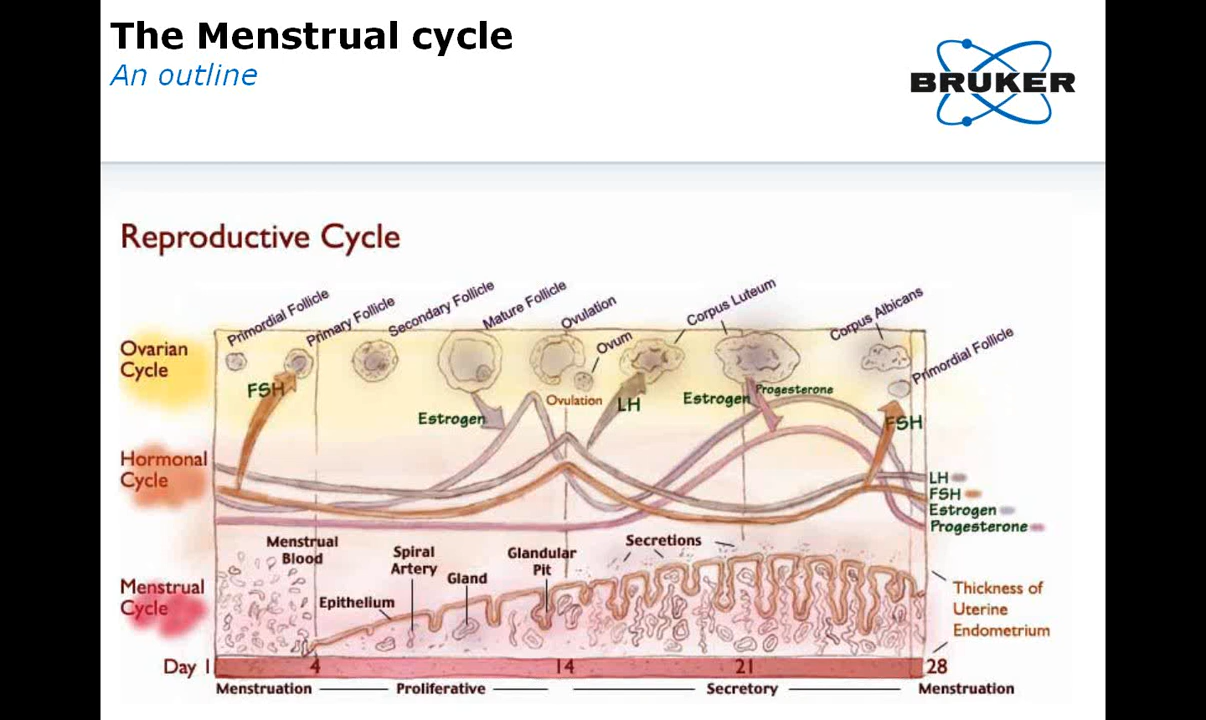 The Menstrual cycle
An outline
BRUKER
Reproductive Cycle
Primordial Follicle
Primary Follicle
Secondary Follicle
Mature Follicle
Ovulation
Ovum
Corpus Luteum
Corpus Albicans
Primordial Follicle
Ovarian
Cycle
FSH
Estrogen
Ovulation
LH
Estrogen
Progesterone
FSH
Hormonal
Cycle
LH
FSH
Estrogen
Progesterone
Menstrual
Blood
Spiral
Artery
Gland
Glandular
Pit
Secretions
Epithelium
Menstrual
Cycle
Thickness of
Uterine
Endometrium
Day 1
4
14
21
28
Menstruation
Proliferative
Secretory
Menstruation